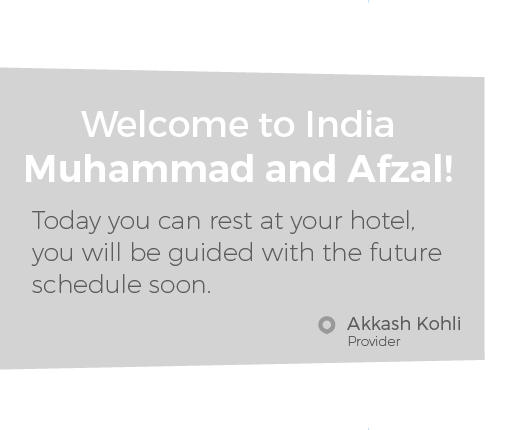 Welcome to India
Muhammad and Afzal!
Today you can rest at your hotel,
you will be guided with the future
schedule soon.
Akkash Kohli
Provider